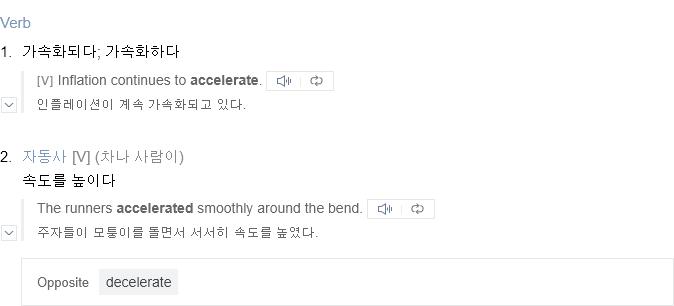 Verb
1. 가속화되다; 가속화하다
[V] Inflation continues to accelerate.
인플레이션이 계속 가속화되고 있다.
2. 자동사 [V] (차나 사람이)
속도를 높이다
The runners accelerated smoothly around the bend.
주자들이 모퉁이를 돌면서 서서히 속도를 높였다.
Opposite decelerate